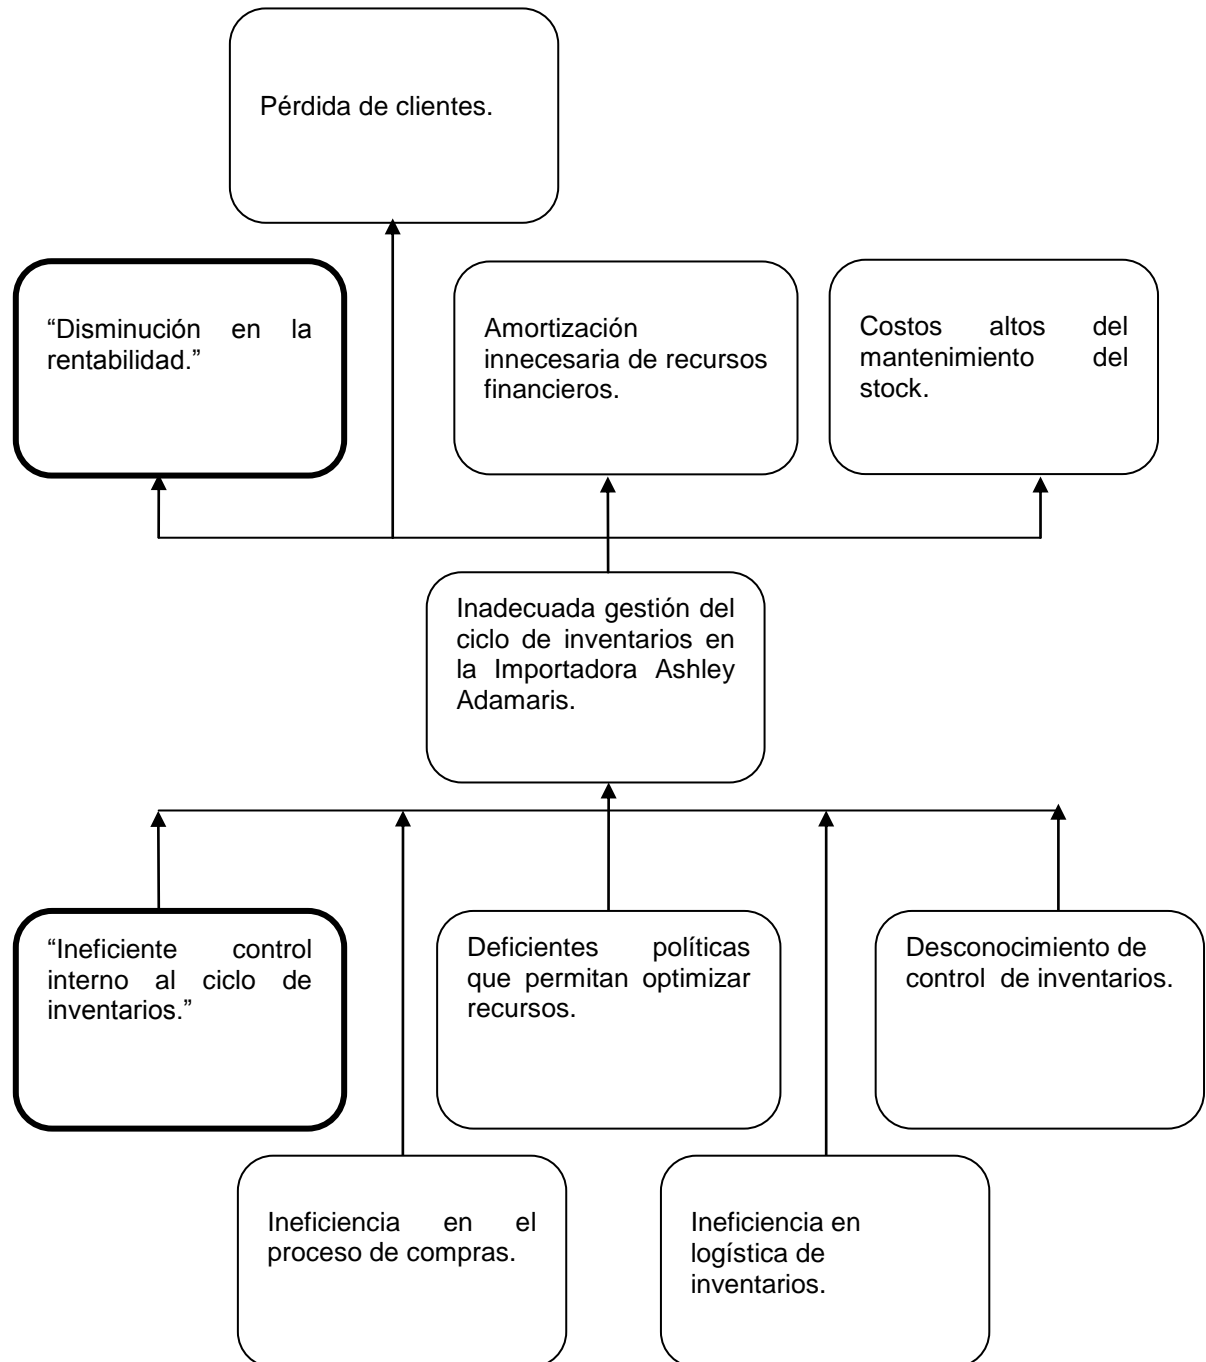 Pérdida de clientes.
“Disminución en la
rentabilidad.”
Amortización
innecesaria de recursos
financieros.
Costos altos del
mantenimiento del
stock.
Inadecuada gestión del
ciclo de inventarios en
la Importadora Ashley
Adamaris.
“Ineficiente control
interno al ciclo de
inventarios.”
Deficientes políticas
que permitan optimizar
recursos.
Desconocimiento de
control de inventarios.
Ineficiencia en el
proceso de compras.
Ineficiencia en
logística de
inventarios.